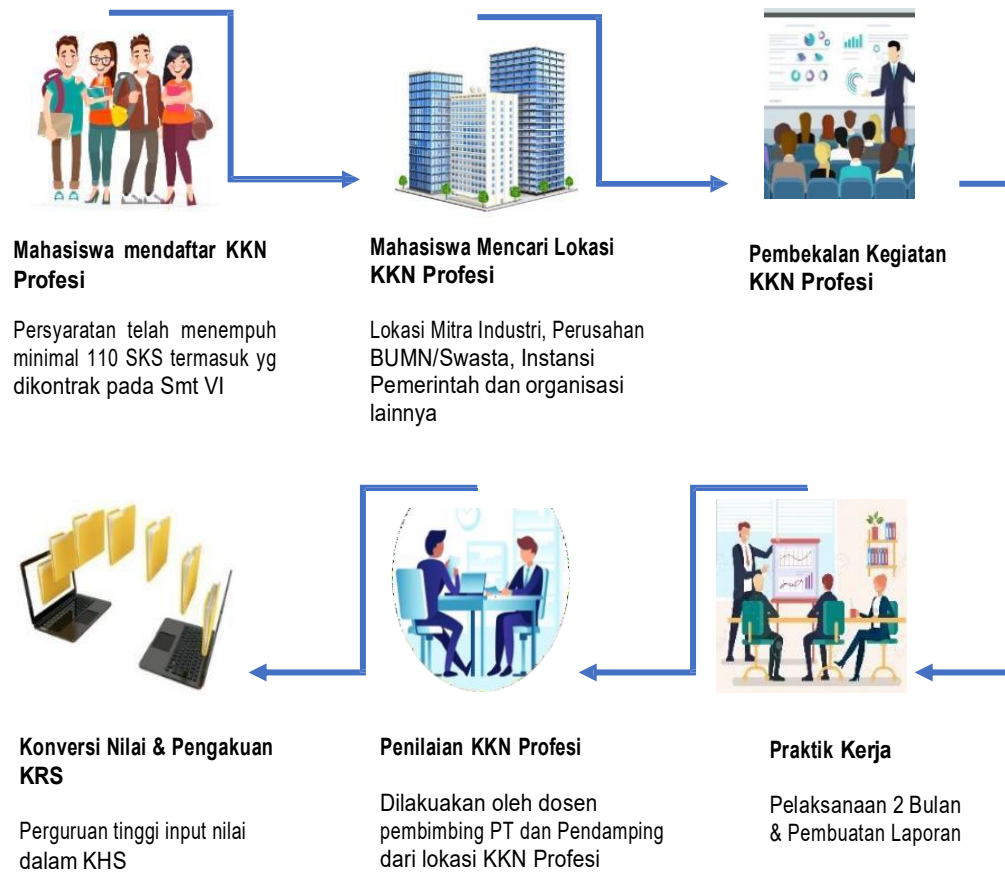 Mahasiswa mendaftar KKN
Profesi
Persyaratan telah menempuh
minimal 110 SKS termasuk yg
dikontrak pada Smt VI
Mahasiswa Mencari Lokasi
KKN Profesi
Lokasi Mitra Industri, Perusahan
BUMN/Swasta, Instansi
Pemerintah dan organisasi
lainnya
Pembekalan Kegiatan
KKN Profesi
Konversi Nilai & Pengakuan
KRS
Perguruan tinggi input nilai
dalam KHS
Penilaian KKN Profesi
Dilakuakan oleh dosen
pembimbing PT dan Pendamping
dari lokasi KKN Profesi
Praktik Kerja
Pelaksanaan 2 Bulan
& Pembuatan Laporan